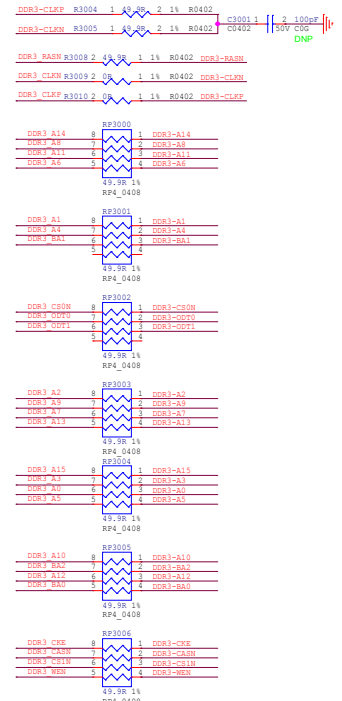 DDR3-CLKP R3004 1 49.9R 2 1% R0402
DDR3-CLKN R3005 1 49.9R 2 1% R0402
C3001 1 2 100pF
C0402 50V C0G
DNP
DDR3_RASN R3008 2 49.9R 1 1% R0402 DDR3-RASN
DDR3_CLKN R3009 2 0R 1 1% R0402 DDR3-CLKN
DDR3_CLKP R3010 2 0R 1 1% R0402 DDR3-CLKP
RP3000
DDR3_A14 8 1 DDR3-A14
DDR3_A8 7 2 DDR3-A8
DDR3_A11 6 3 DDR3-A11
DDR3_A6 5 4 DDR3-A6
49.9R 1%
RP4_0408
RP3001
DDR3_A1 8 1 DDR3-A1
DDR3_A4 7 2 DDR3-A4
DDR3_BA1 6 3 DDR3-BA1
5 4
49.9R 1%
RP4_0408
RP3002
DDR3_CS0N 8 1 DDR3-CS0N
DDR3_ODT0 7 2 DDR3-ODT0
DDR3_ODT1 6 3 DDR3-ODT1
5 4
49.9R 1%
RP4_0408
RP3003
DDR3_A2 8 1 DDR3-A2
DDR3_A9 7 2 DDR3-A9
DDR3_A7 6 3 DDR3-A7
DDR3_A13 5 4 DDR3-A13
49.9R 1%
RP4_0408
RP3004
DDR3_A15 8 1 DDR3-A15
DDR3_A3 7 2 DDR3-A3
DDR3_A0 6 3 DDR3-A0
DDR3_A5 5 4 DDR3-A5
49.9R 1%
RP4_0408
RP3005
DDR3_A10 8 1 DDR3-A10
DDR3_BA2 7 2 DDR3-BA2
DDR3_A12 6 3 DDR3-A12
DDR3_BA0 5 4 DDR3-BA0
49.9R 1%
RP4_0408
RP3006
DDR3_CKE 8 1 DDR3-CKE
DDR3_CASN 7 2 DDR3-CASN
DDR3_CS1N 6 3 DDR3-CS1N
DDR3_WEN 5 4 DDR3-WEN
49.9R 1%
RP4_0408